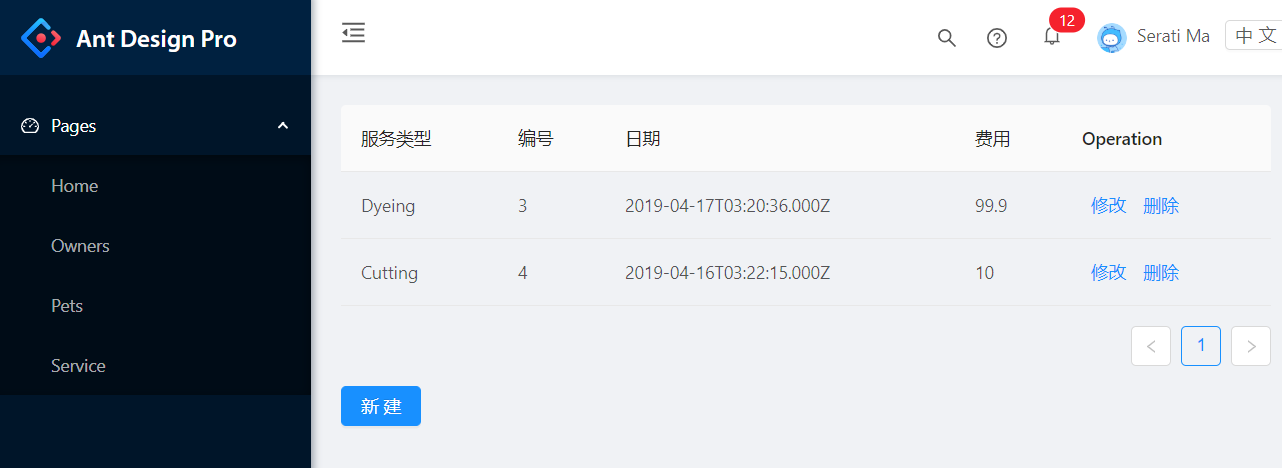 Ant Design Pro
12
Serati Ma
中 文
Pages
Home
Owners
Pets
Service
服务类型 编号 日期 费用 Operation
Dyeing 3 2019-04-17T03:20:36.000Z 99.9 修改 删除
Cutting 4 2019-04-16T03:22:15.000Z 10 修改 删除
< 1 >
新 建